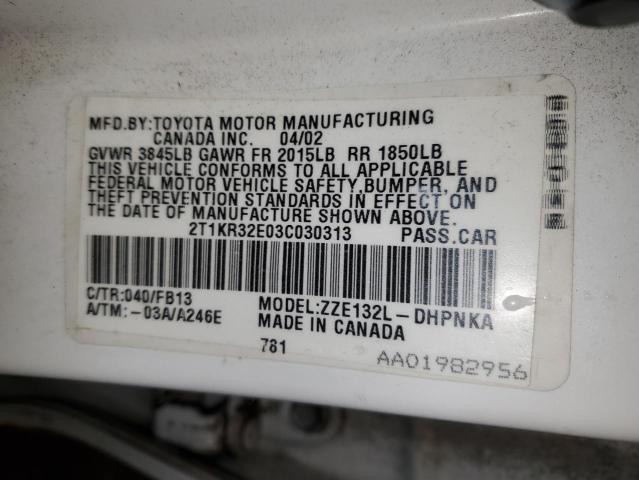 MFD.BY:TOYOTA MOTOR MANUFACTURING
CANADA INC. 04/02
GVWR 3845LB GAWR FR 2015LB RR 1850LB
THIS VEHICLE CONFORMS TO ALL APPLICABLE
FEDERAL MOTOR VEHICLE SAFETY,BUMPER, AND
THEFT PREVENTION STANDARDS IN EFFECT ON
THE DATE OF MANUFACTURE SHOWN ABOVE.
2T1KR32E03C030313 PASS.CAR
C/TR:040/FB13 MODEL:ZZE132L-DHPNKA
A/TM:-03A/A246E MADE IN CANADA
781 AA01982956